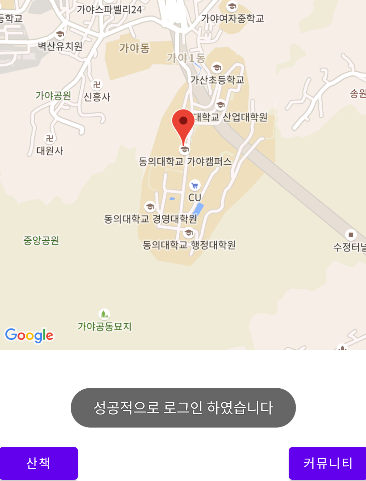 가야스파벨리24
등학교
가야여자중학교
벽산유치원
가야동
가야1동
가산초등학교
가야공원
신흥사
송원
대학교 산업대학원
대원사
동의대학교 가야캠퍼스
CU
동의대학교 경영대학원
중앙공원
동의대학교 행정대학원
수정터널
가야공동묘지
Google
성공적으로 로그인 하였습니다
산책
커뮤니티